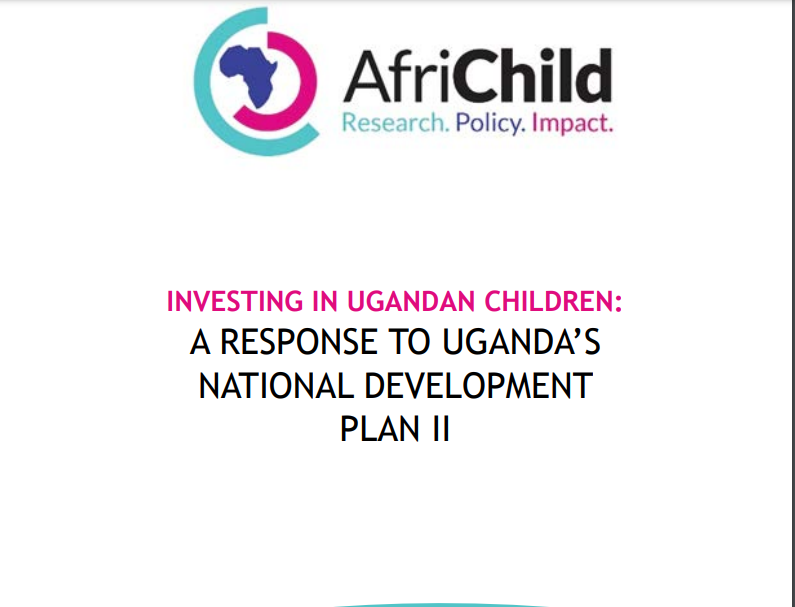 AfriChild
Research. Policy. Impact.
INVESTING IN UGANDAN CHILDREN:
A RESPONSE TO UGANDA’S
NATIONAL DEVELOPMENT
PLAN II